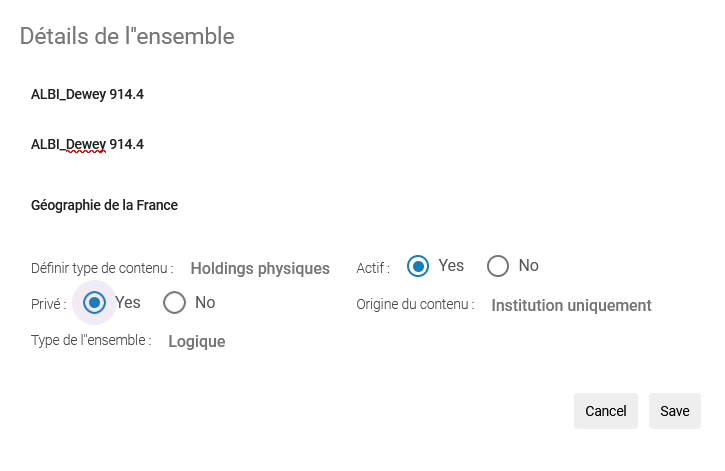 Détails de l''ensemble
ALBI_Dewey 914.4
ALBI_Dewey 914.4
Géographie de la France
Définir type de contenu : Holdings physiques Actif : Yes No
Privé : Yes No Origine du contenu : Institution uniquement
Type de l''ensemble : Logique
Cancel Save